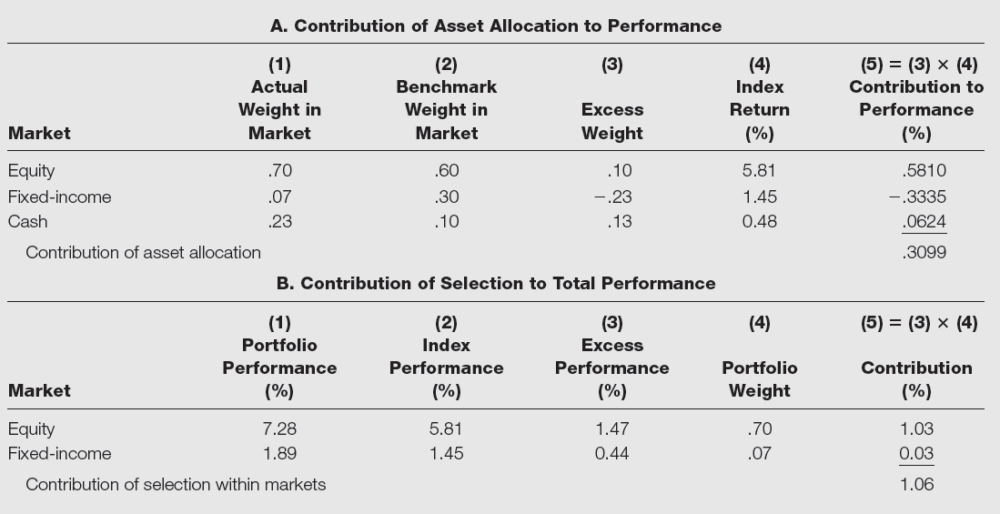 A. Contribution of Asset Allocation to Performance
(1) (2) (3) (4) (5) = (3) × (4)
Actual Benchmark Index Contribution to
Weight in Weight in Excess Return Performance
Market Market Market Weight (%) (%)
Equity .70 .60 .10 5.81 .5810
Fixed-income .07 .30 −.23 1.45 −.3335
Cash .23 .10 .13 0.48 .0624
Contribution of asset allocation .3099
B. Contribution of Selection to Total Performance
(1) (2) (3) (4) (5) = (3) × (4)
Portfolio Index Excess
Performance Performance Performance Portfolio Contribution
Market (%) (%) (%) Weight (%)
Equity 7.28 5.81 1.47 .70 1.03
Fixed-income 1.89 1.45 0.44 .07 0.03
Contribution of selection within markets 1.06